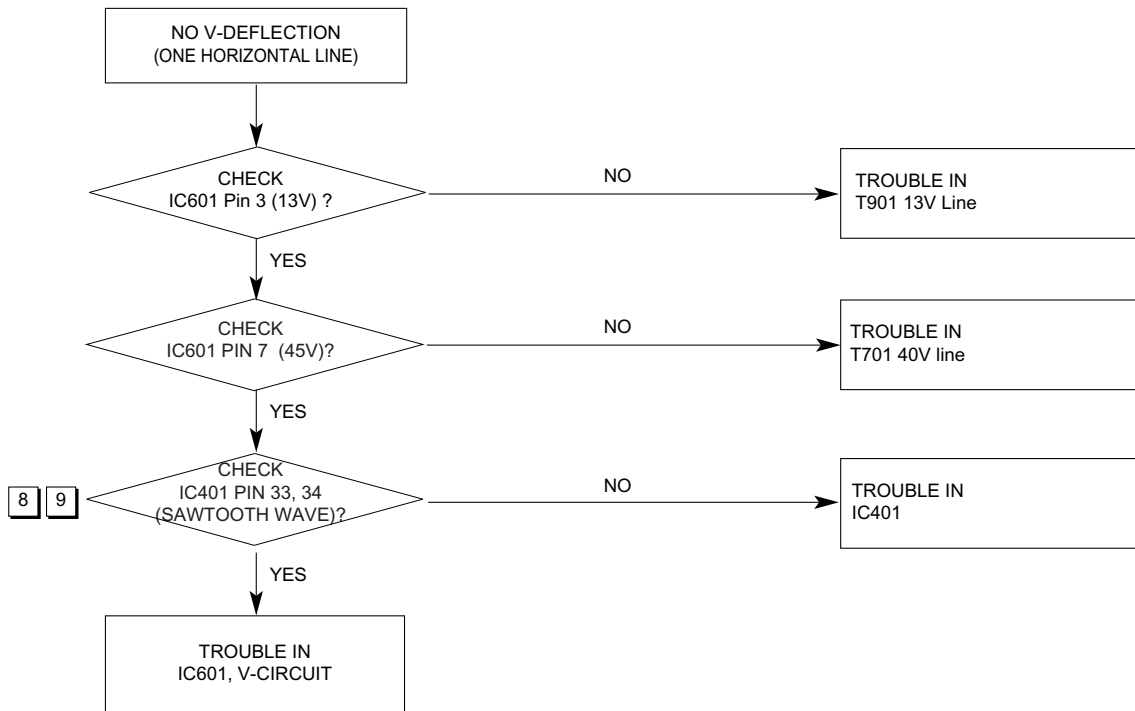 NO V-DEFLECTION
(ONE HORIZONTAL LINE)
CHECK
IC601 Pin 3 (13V) ?
NO
TROUBLE IN
T901 13V Line
YES
CHECK
IC601 PIN 7 (45V)?
NO
TROUBLE IN
T701 40V line
YES
8 9
CHECK
IC401 PIN 33, 34
(SAWTOOTH WAVE)?
NO
TROUBLE IN
IC401
YES
TROUBLE IN
IC601, V-CIRCUIT